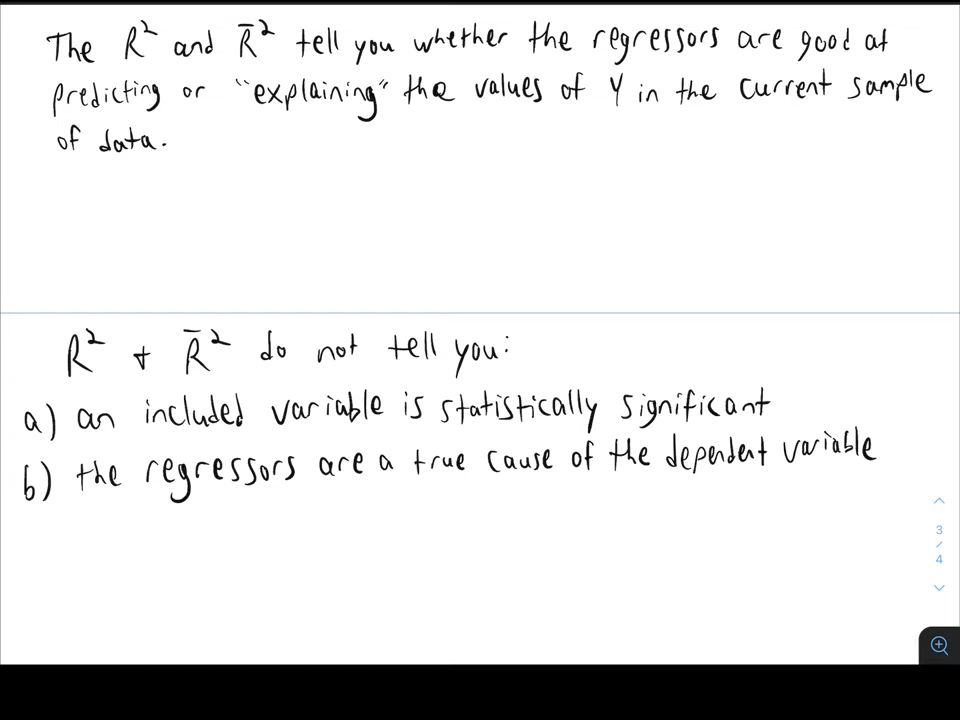 The R² and R̄² tell you whether the regressors are good at
predicting or "explaining" the values of Y in the current sample
of data.
R² + R̄² do not tell you:
a) an included variable is statistically significant
b) the regressors are a true cause of the dependent variable
3
/
4